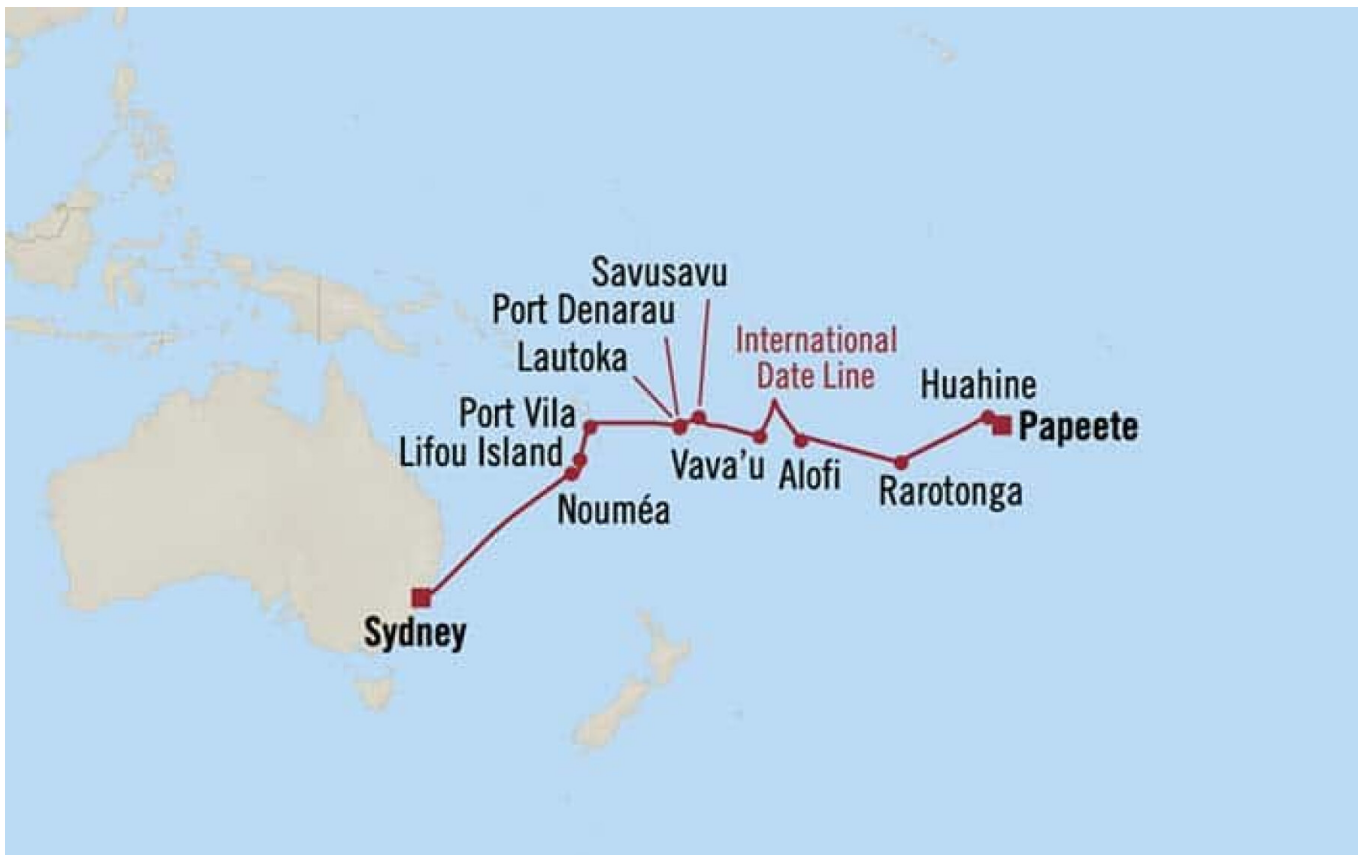 Savusavu
Port Denarau
Lautoka
International
Date Line
Huahine
Port Vila
Papeete
Lifou Island
Vava’u
Alofi
Rarotonga
Nouméa
Sydney